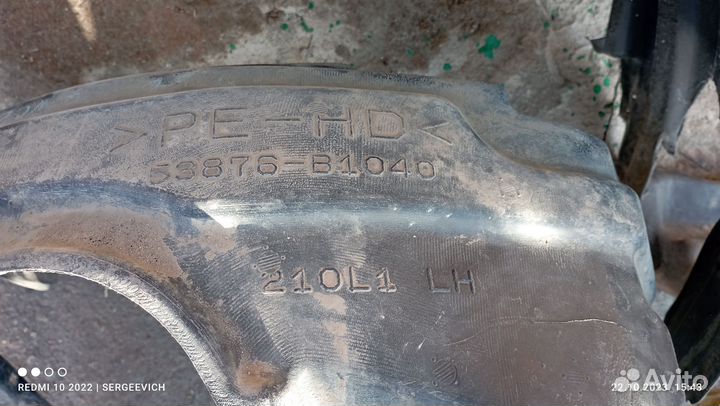 >PE-HD<
53876-B1040
210L1 LH
REDMI 10 2022 | SERGEEVICH
Avito
22.10.2023 15:43